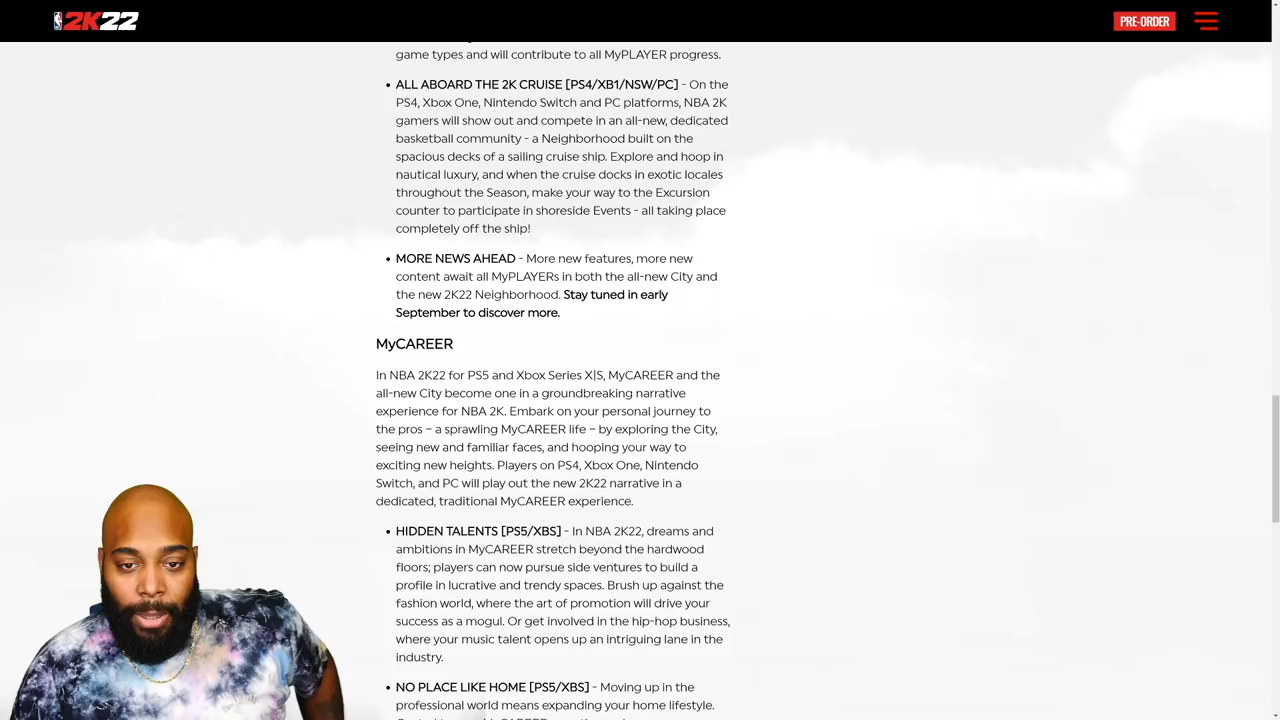 2K22
PRE-ORDER
game types and will contribute to all MyPLAYER progress.
• ALL ABOARD THE 2K CRUISE [PS4/XB1/NSW/PC] - On the
PS4, Xbox One, Nintendo Switch and PC platforms, NBA 2K
gamers will show out and compete in an all-new, dedicated
basketball community - a Neighborhood built on the
spacious decks of a sailing cruise ship. Explore and hoop in
nautical luxury, and when the cruise docks in exotic locales
throughout the Season, make your way to the Excursion
counter to participate in shoreside Events - all taking place
completely off the ship!
• MORE NEWS AHEAD - More new features, more new
content await all MyPLAYERs in both the all-new City and
the new 2K22 Neighborhood. Stay tuned in early
September to discover more.
MyCAREER
In NBA 2K22 for PS5 and Xbox Series X|S, MyCAREER and the
all-new City become one in a groundbreaking narrative
experience for NBA 2K. Embark on your personal journey to
the pros – a sprawling MyCAREER life – by exploring the City,
seeing new and familiar faces, and hooping your way to
exciting new heights. Players on PS4, Xbox One, Nintendo
Switch, and PC will play out the new 2K22 narrative in a
dedicated, traditional MyCAREER experience.
• HIDDEN TALENTS [PS5/XBS] - In NBA 2K22, dreams and
ambitions in MyCAREER stretch beyond the hardwood
floors; players can now pursue side ventures to build a
profile in lucrative and trendy spaces. Brush up against the
fashion world, where the art of promotion will drive your
success as a mogul. Or get involved in the hip-hop business,
where your music talent opens up an intriguing lane in the
industry.
• NO PLACE LIKE HOME [PS5/XBS] - Moving up in the
professional world means expanding your home lifestyle.